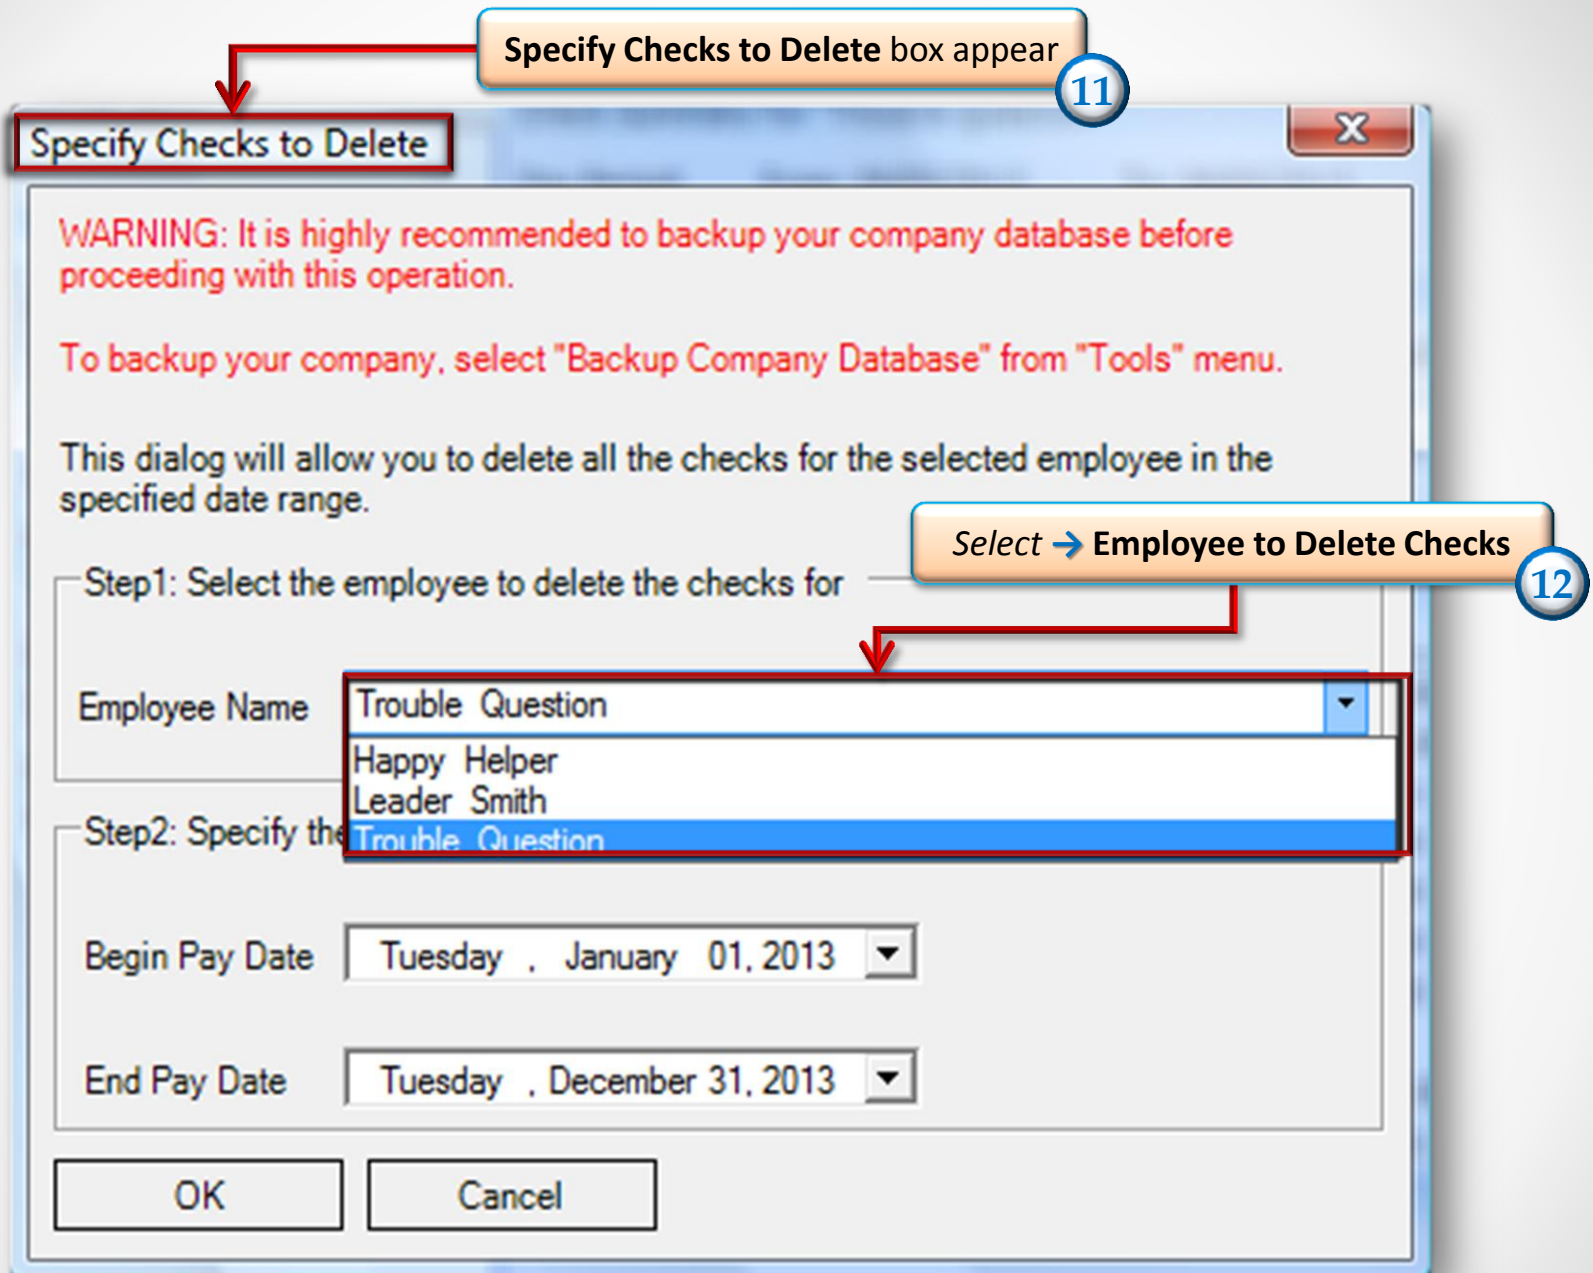 Specify Checks to Delete box appear
11
Specify Checks to Delete
WARNING: It is highly recommended to backup your company database before
proceeding with this operation.
To backup your company, select "Backup Company Database" from "Tools" menu.
This dialog will allow you to delete all the checks for the selected employee in the
specified date range.
Select → Employee to Delete Checks
12
Step1: Select the employee to delete the checks for
Employee Name Trouble Question
Happy Helper
Leader Smith
Trouble Question
Step2: Specify the
Begin Pay Date Tuesday , January 01, 2013
End Pay Date Tuesday , December 31, 2013
OK Cancel